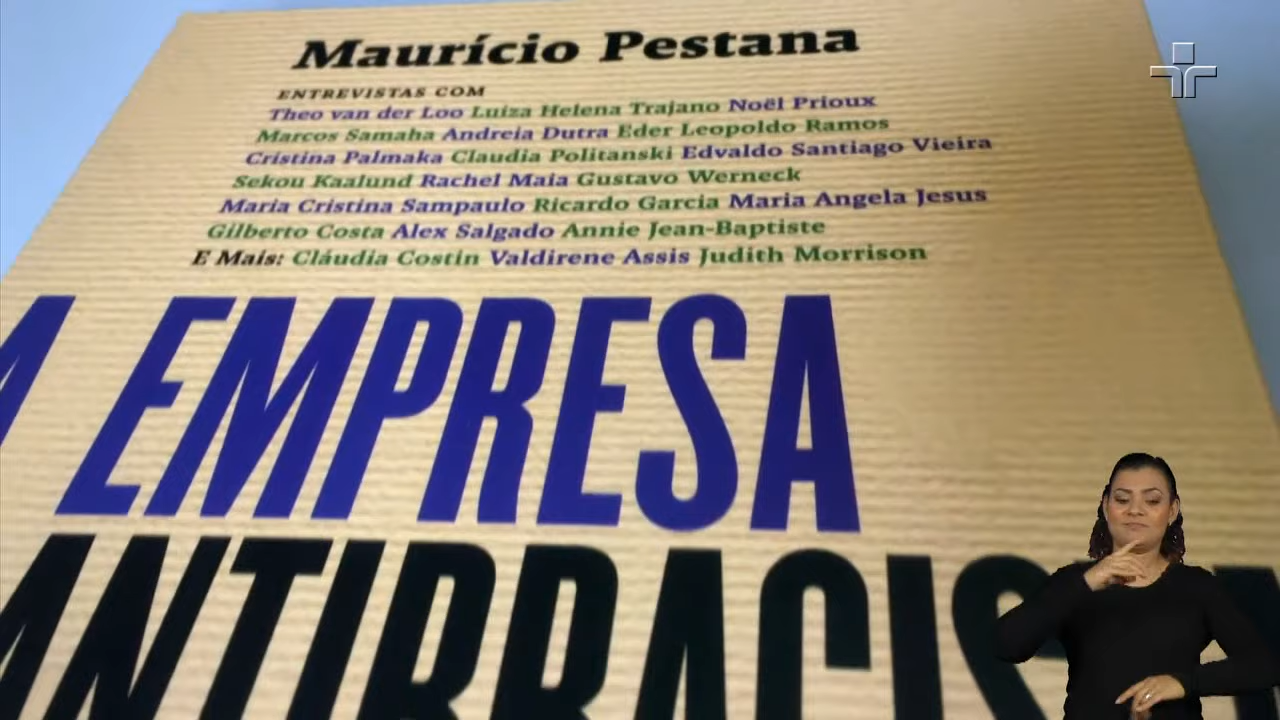 Maurício Pestana
ENTREVISTAS COM
Theo van der Loo Luiza Helena Trajano Noël Prioux
Marcos Samaha Andreia Dutra Eder Leopoldo Ramos
Cristina Palmaka Claudia Politanski Edvaldo Santiago Vieira
Sekou Kaalund Rachel Maia Gustavo Werneck
Maria Cristina Sampaulo Ricardo Garcia Maria Angela Jesus
Gilberto Costa Alex Salgado Annie Jean-Baptiste
E Mais: Cláudia Costin Valdirene Assis Judith Morrison
A EMPRESA
ANTIRRACISTA